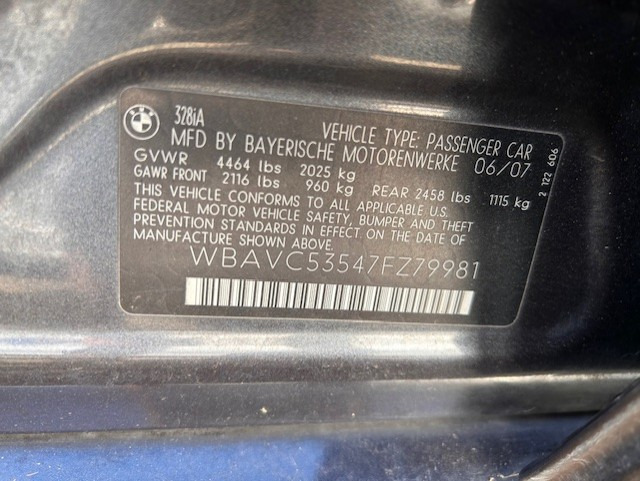 BMW
328iA
VEHICLE TYPE: PASSENGER CAR
MFD BY BAYERISCHE MOTORENWERKE 06/07
GVWR 4464 lbs 2025 kg
GAWR FRONT 2116 lbs 960 kg REAR 2458 lbs 1115 kg
THIS VEHICLE CONFORMS TO ALL APPLICABLE U.S.
FEDERAL MOTOR VEHICLE SAFETY, BUMPER AND THEFT
PREVENTION STANDARDS IN EFFECT ON THE DATE
OF MANUFACTURE SHOWN ABOVE.
WBAVC53547FZ79981
2 122 606